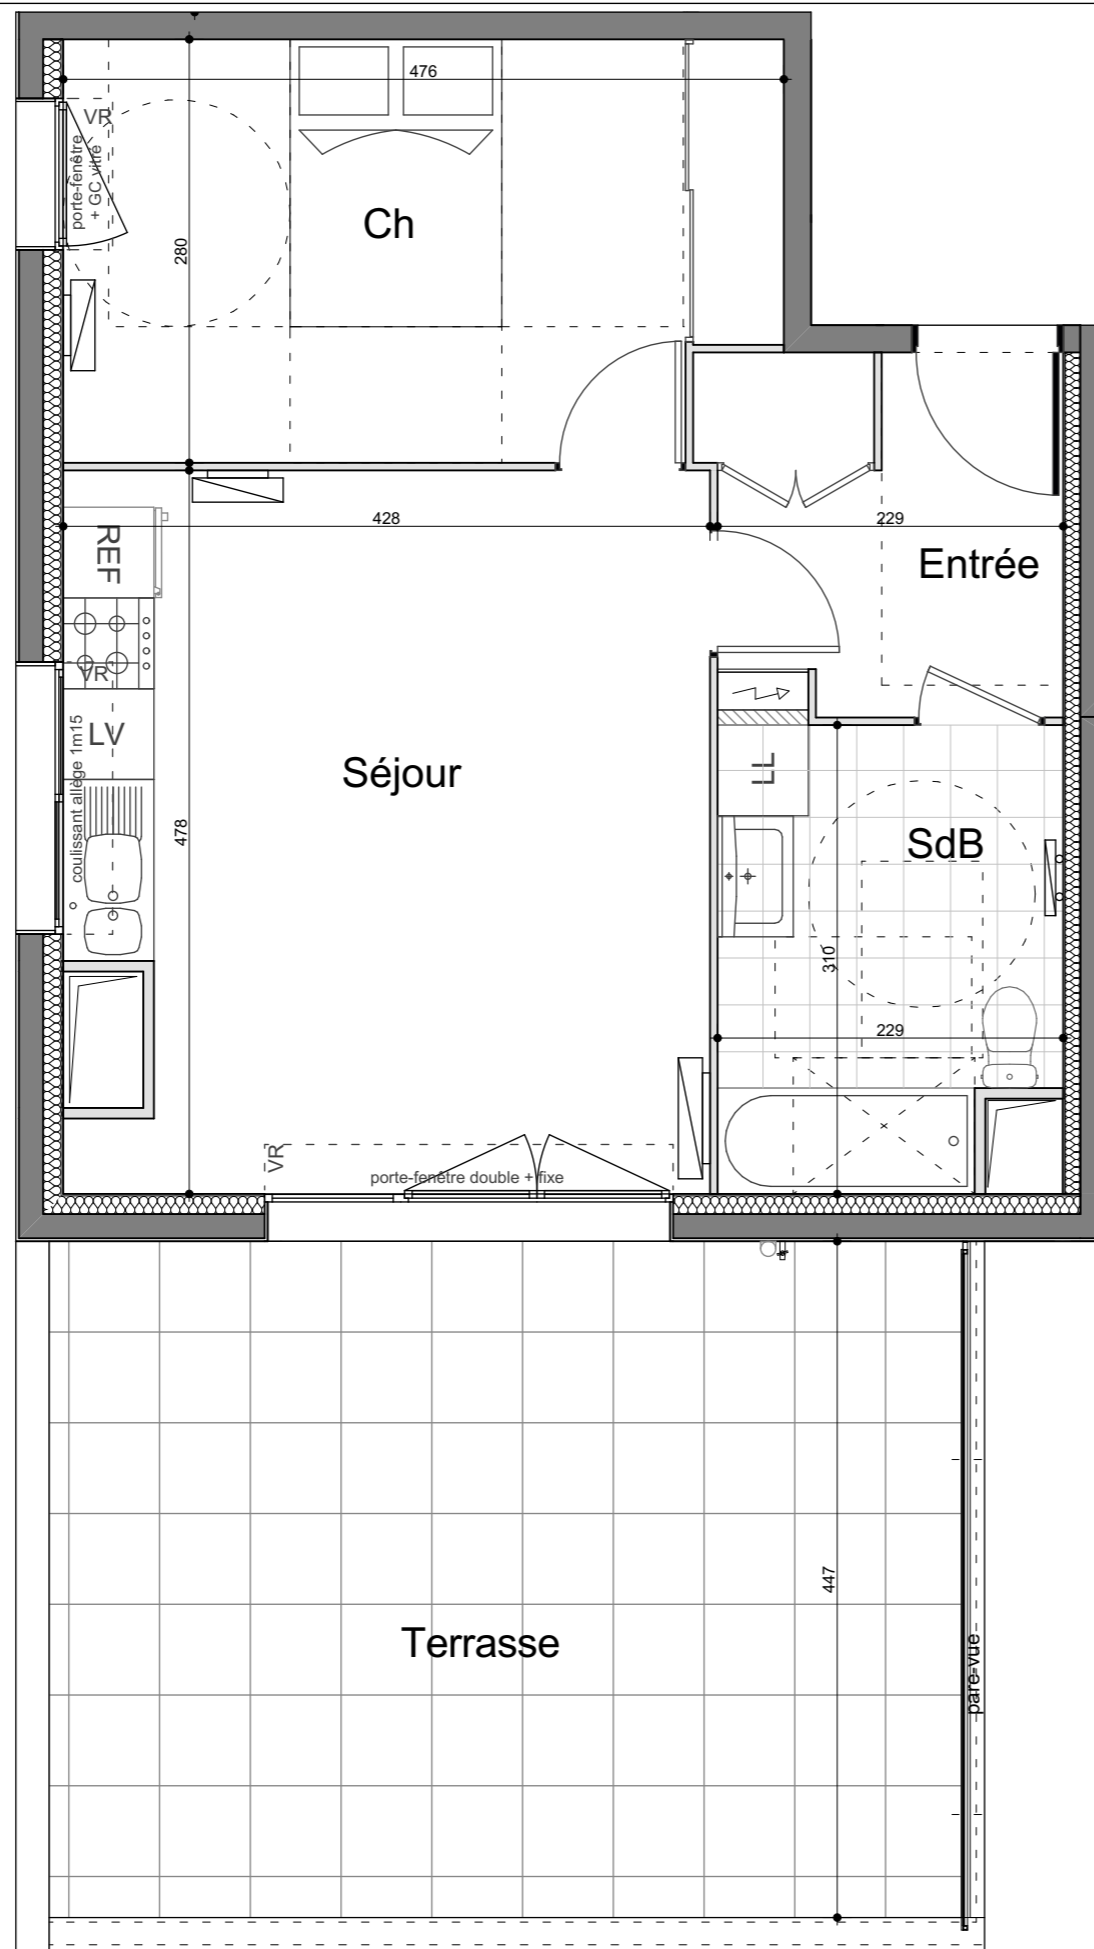 476
VR
porte-fenêtre
+ GC vitré
Ch
280
428
229
REF
Entrée
VR
LV
coulissant allège 1m15
Séjour
LL
478
SdB
310
229
VR
porte-fenêtre double + fixe
447
Terrasse
pare-vue